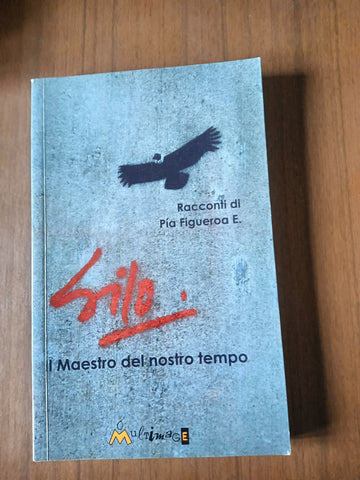 Racconti di
Pía Figueroa E.
Silo.
Il Maestro del nostro tempo
Multimage